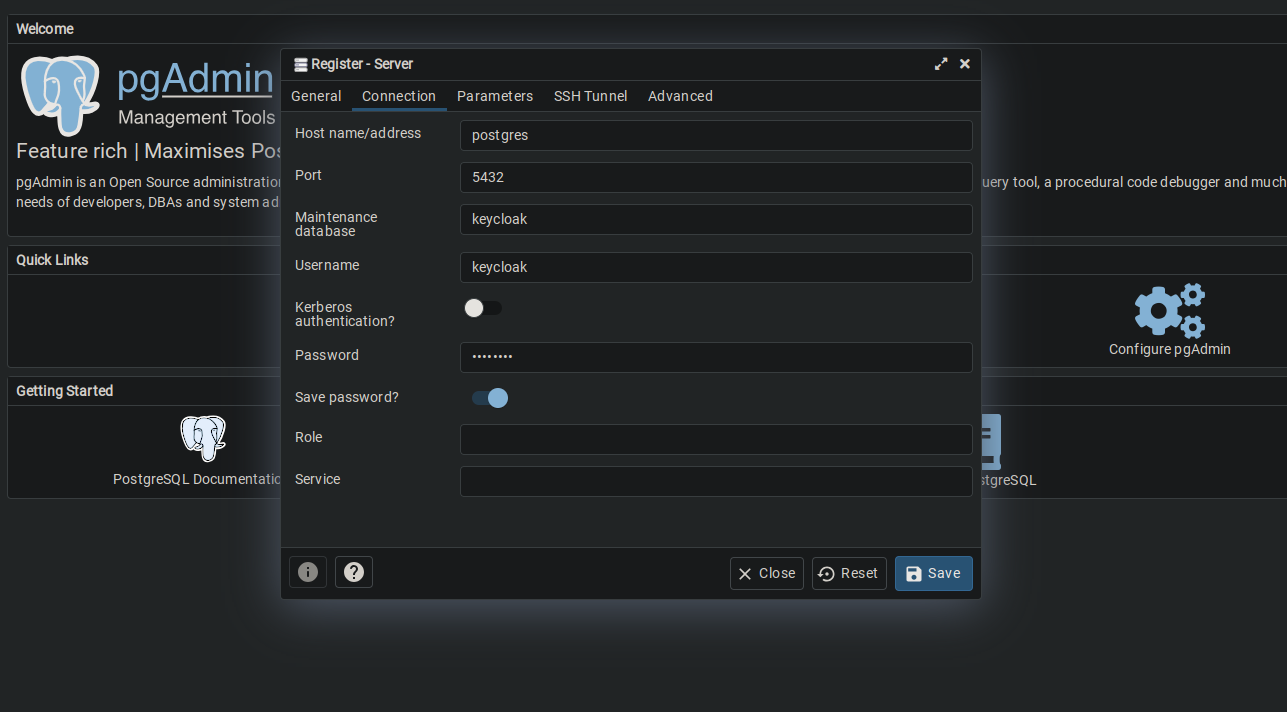 Welcome
pgAdmin
Management Tools
Feature rich | Maximises Pos
pgAdmin is an Open Source administration
uery tool, a procedural code debugger and much
needs of developers, DBAs and system ad
Quick Links
Configure pgAdmin
Getting Started
PostgreSQL Documentatio
stgreSQL
Register - Server
General Connection Parameters SSH Tunnel Advanced
Host name/address postgres
Port 5432
Maintenance
database
keycloak
Username keycloak
Kerberos
authentication?
Password ••••••••
Save password?
Role
Service
i ? Close Reset Save